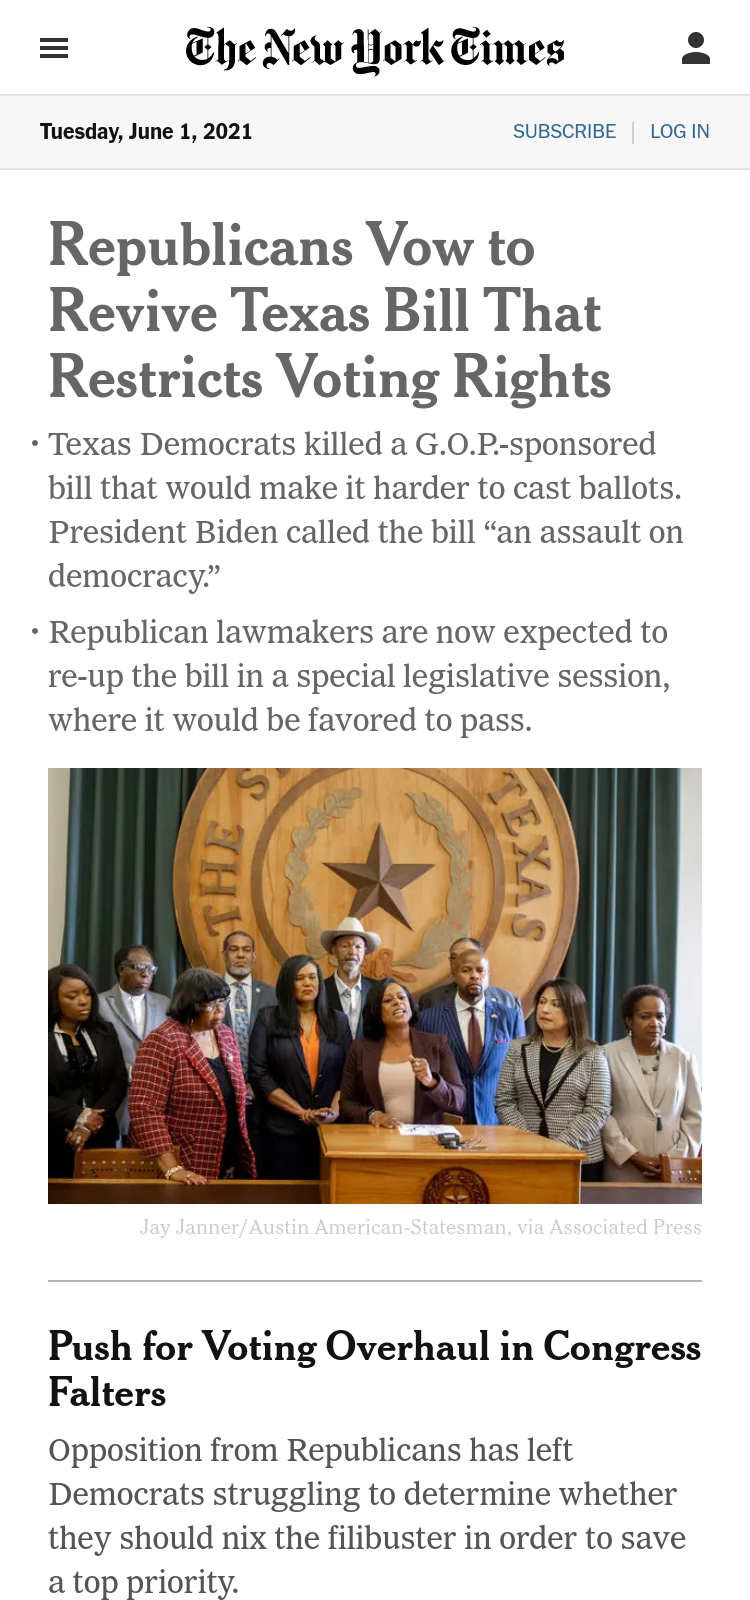 The New York Times
Tuesday, June 1, 2021
SUBSCRIBE | LOG IN
Republicans Vow to
Revive Texas Bill That
Restricts Voting Rights
• Texas Democrats killed a G.O.P.-sponsored
bill that would make it harder to cast ballots.
President Biden called the bill “an assault on
democracy.”
• Republican lawmakers are now expected to
re-up the bill in a special legislative session,
where it would be favored to pass.
THE S
TEXAS
Jay Janner/Austin American-Statesman, via Associated Press
Push for Voting Overhaul in Congress
Falters
Opposition from Republicans has left
Democrats struggling to determine whether
they should nix the filibuster in order to save
a top priority.